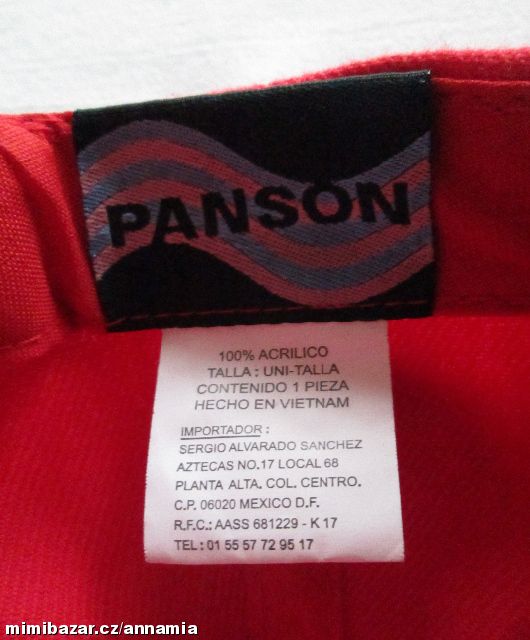 PANSON
100% ACRILICO
TALLA : UNI-TALLA
CONTENIDO 1 PIEZA
HECHO EN VIETNAM
IMPORTADOR :
SERGIO ALVARADO SANCHEZ
AZTECAS NO.17 LOCAL 68
PLANTA ALTA. COL. CENTRO.
C.P. 06020 MEXICO D.F.
R.F.C.: AASS 681229 - K 17
TEL : 01 55 57 72 95 17
mimibazar.cz/annamia